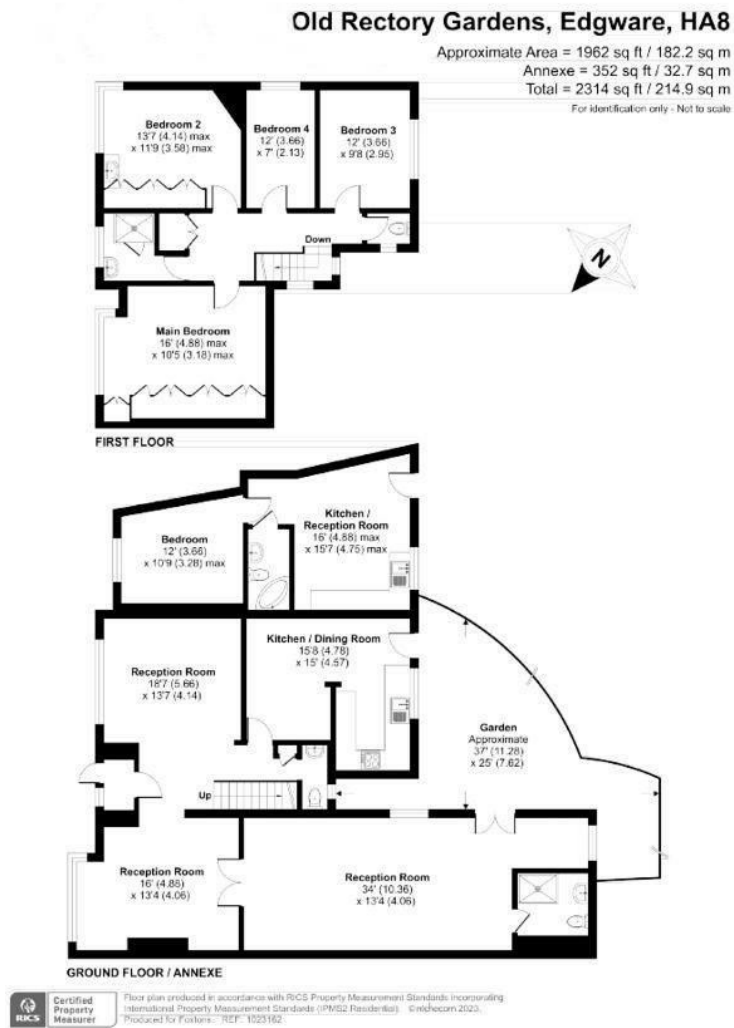 Old Rectory Gardens, Edgware, HA8
Approximate Area = 1962 sq ft / 182.2 sq m
Annexe = 352 sq ft / 32.7 sq m
Total = 2314 sq ft / 214.9 sq m
For identification only - Not to scale
Bedroom 2
13'7 (4.14) max
x 11'9 (3.58) max
Bedroom 4
12' (3.66)
x 7' (2.13)
Bedroom 3
12' (3.66)
x 9'8 (2.95)
Down
N
Main Bedroom
16' (4.88) max
x 10'5 (3.18) max
FIRST FLOOR
Kitchen /
Reception Room
16' (4.88) max
x 15'7 (4.75) max
Bedroom
12' (3.66)
x 10'9 (3.28) max
Kitchen / Dining Room
15'8 (4.78)
x 15' (4.57)
Reception Room
18'7 (5.66)
x 13'7 (4.14)
Garden
Approximate
37' (11.28)
x 25' (7.62)
Up
Reception Room
16' (4.88)
x 13'4 (4.06)
Reception Room
34' (10.36)
x 13'4 (4.06)
GROUND FLOOR / ANNEXE
RICS
Certified
Property
Measurer
Floor plan produced in accordance with RICS Property Measurement Standards incorporating
International Property Measurement Standards (IPMS2 Residential). ©nichecom 2023.
Produced for Foxtons. REF: 1023162